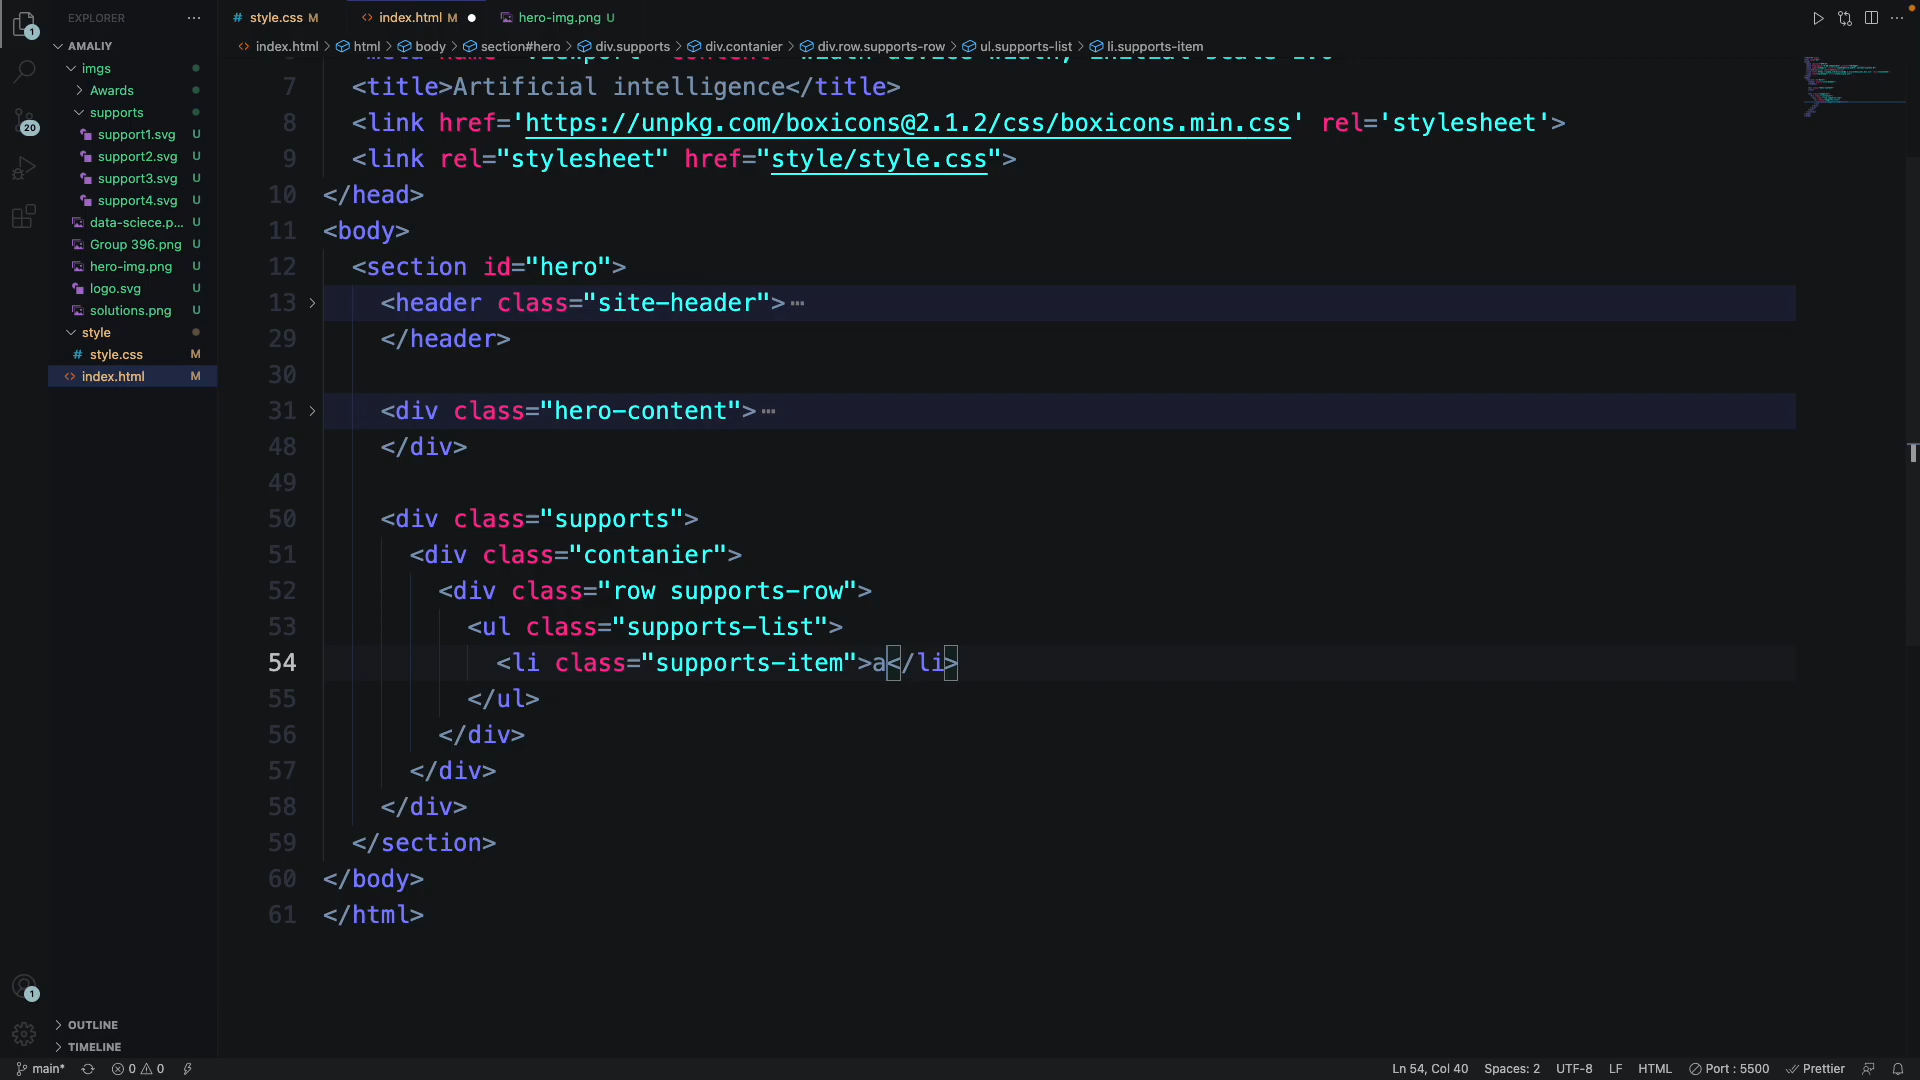 EXPLORER
AMALIY
imgs
Awards
supports
support1.svg U
support2.svg U
support3.svg U
support4.svg U
data-sciece.p... U
Group 396.png U
hero-img.png U
logo.svg U
solutions.png U
style
# style.css M
<> index.html M
OUTLINE
TIMELINE
1
20
1
# style.css M
<> index.html M
hero-img.png U
<> index.html > html > body > section#hero > div.supports > div.contanier > div.row.supports-row > ul.supports-list > li.supports-item
7 <title>Artificial intelligence</title>
8 <link href='https://unpkg.com/boxicons@2.1.2/css/boxicons.min.css' rel='stylesheet'>
9 <link rel="stylesheet" href="style/style.css">
10 </head>
11 <body>
12 <section id="hero">
13 <header class="site-header">…
29 </header>
30
31 <div class="hero-content">…
48 </div>
49
50 <div class="supports">
51 <div class="contanier">
52 <div class="row supports-row">
53 <ul class="supports-list">
54 <li class="supports-item">a</li>
55 </ul>
56 </div>
57 </div>
58 </div>
59 </section>
60 </body>
61 </html>
main* 0 0 Ln 54, Col 40 Spaces: 2 UTF-8 LF HTML Port : 5500 Prettier